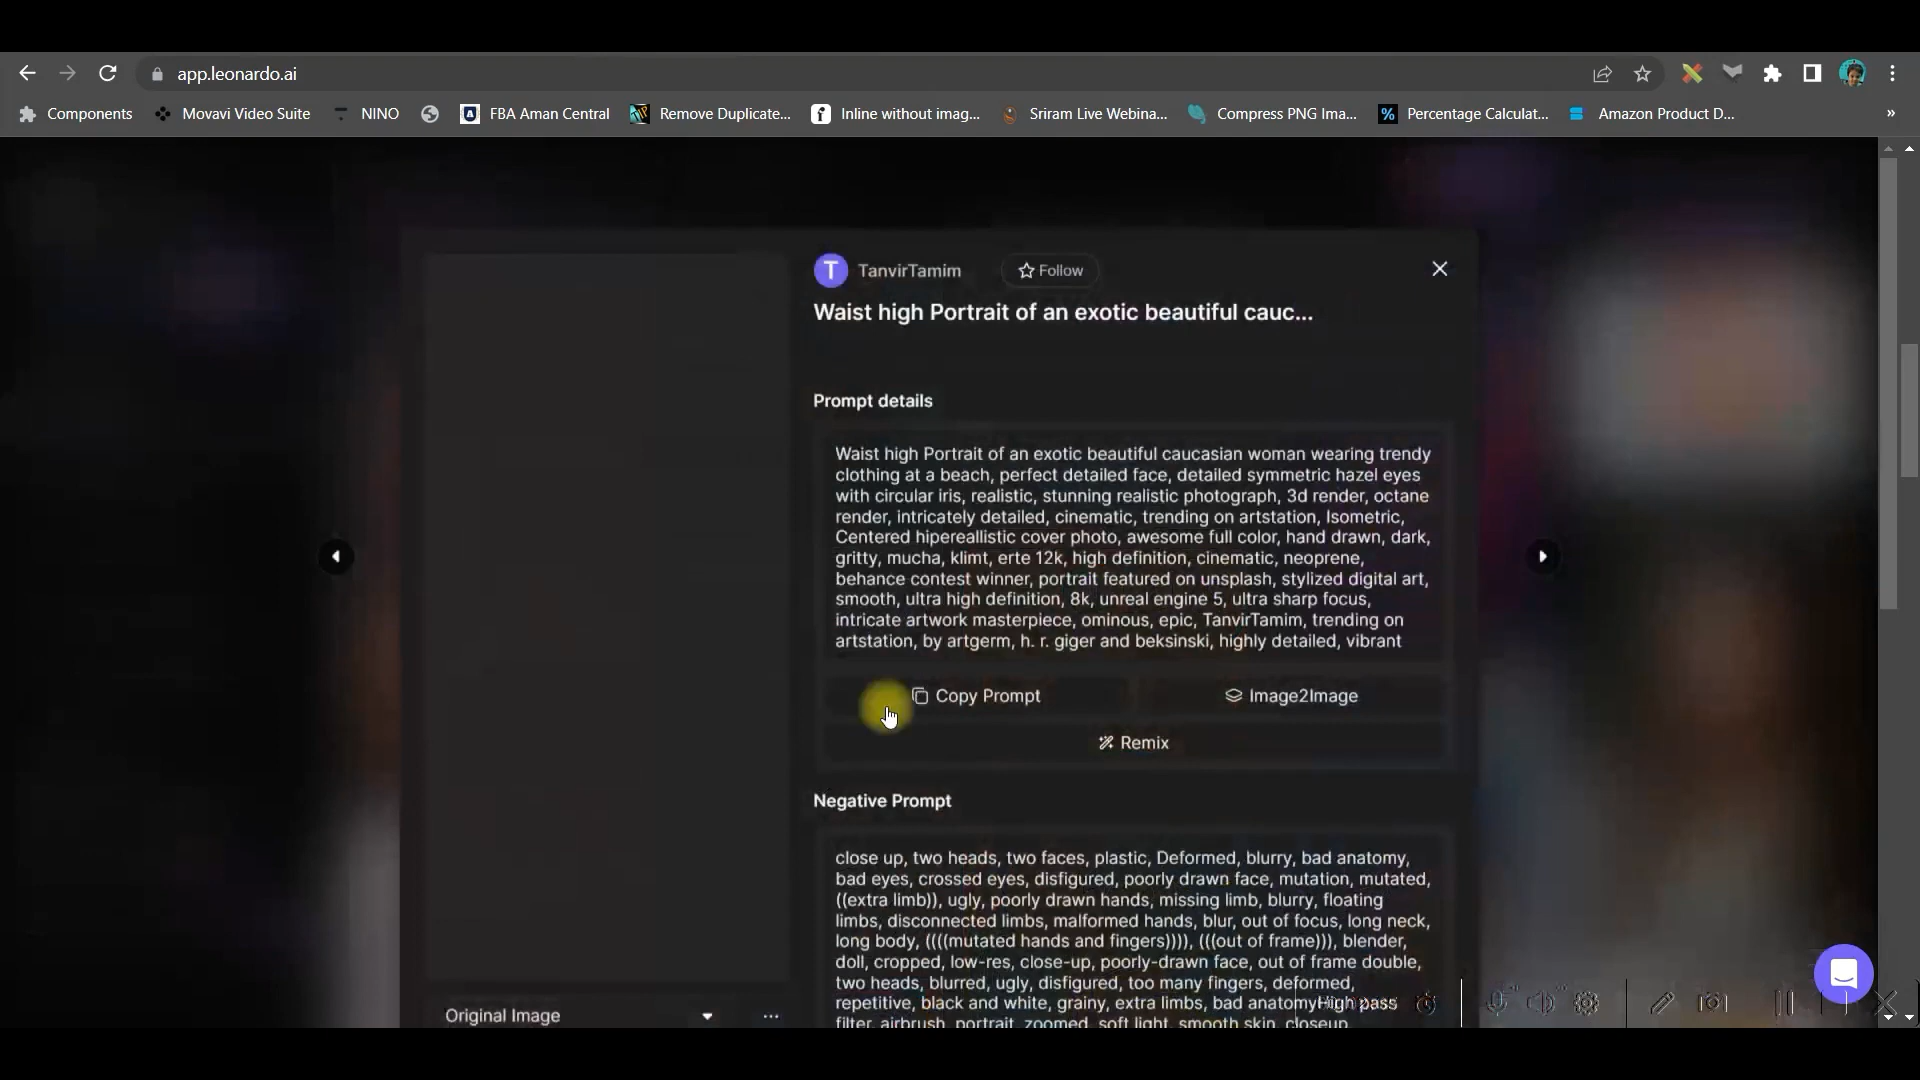 app.leonardo.ai
Components
Movavi Video Suite
NINO
FBA Aman Central
Remove Duplicate...
Inline without imag...
Sriram Live Webina...
Compress PNG Ima...
Percentage Calculat...
Amazon Product D...
»
T TanvirTamim
Follow
Waist high Portrait of an exotic beautiful cauc...
Prompt details
Waist high Portrait of an exotic beautiful caucasian woman wearing trendy
clothing at a beach, perfect detailed face, detailed symmetric hazel eyes
with circular iris, realistic, stunning realistic photograph, 3d render, octane
render, intricately detailed, cinematic, trending on artstation, Isometric,
Centered hipereallistic cover photo, awesome full color, hand drawn, dark,
gritty, mucha, klimt, erte 12k, high definition, cinematic, neoprene,
behance contest winner, portrait featured on unsplash, stylized digital art,
smooth, ultra high definition, 8k, unreal engine 5, ultra sharp focus,
intricate artwork masterpiece, ominous, epic, TanvirTamim, trending on
artstation, by artgerm, h. r. giger and beksinski, highly detailed, vibrant
Copy Prompt
Image2Image
Remix
Negative Prompt
close up, two heads, two faces, plastic, Deformed, blurry, bad anatomy,
bad eyes, crossed eyes, disfigured, poorly drawn face, mutation, mutated,
((extra limb)), ugly, poorly drawn hands, missing limb, blurry, floating
limbs, disconnected limbs, malformed hands, blur, out of focus, long neck,
long body, ((((mutated hands and fingers)))), (((out of frame))), blender,
doll, cropped, low-res, close-up, poorly-drawn face, out of frame double,
two heads, blurred, ugly, disfigured, too many fingers, deformed,
repetitive, black and white, grainy, extra limbs, bad anatomyHigh pass
filter, airbrush, portrait, zoomed, soft light, smooth skin, closeup,
Original Image